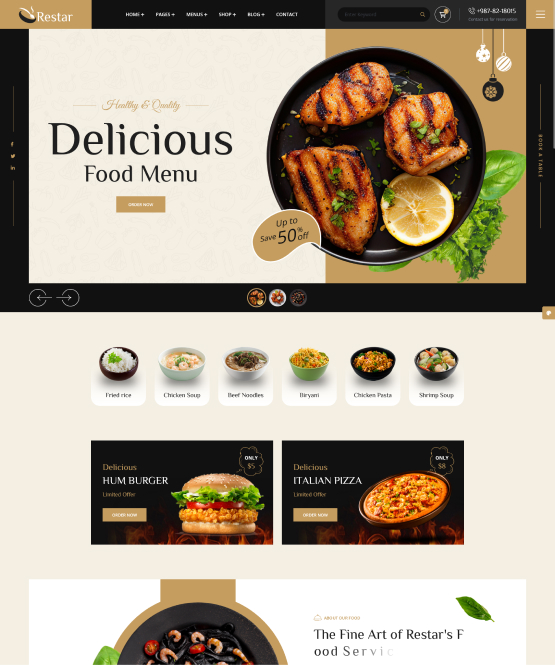 Restar
HOME +
PAGES +
MENUS +
SHOP +
BLOG +
CONTACT
+987-82-18015
Contact us for reservation
Healthy & Quality
Delicious
Food Menu
ORDER NOW
Up to
Save 50% off
BOOK A TABLE
Fried rice
Chicken Soup
Beef Noodles
Biryani
Chicken Pasta
Shrimp Soup
Delicious
HUM BURGER
Limited Offer
ORDER NOW
ONLY
$5
Delicious
ITALIAN PIZZA
Limited Offer
ORDER NOW
ONLY
$8
ABOUT OUR FOOD
The Fine Art of Restar's F
ood Servic